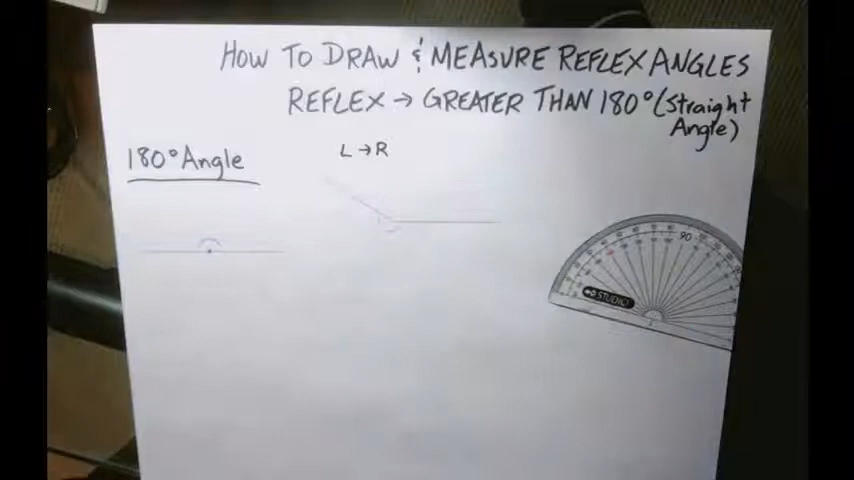 HOW TO DRAW & MEASURE REFLEX ANGLES
REFLEX → GREATER THAN 180° (Straight
Angle)
180° Angle
L → R
90
STUDIO